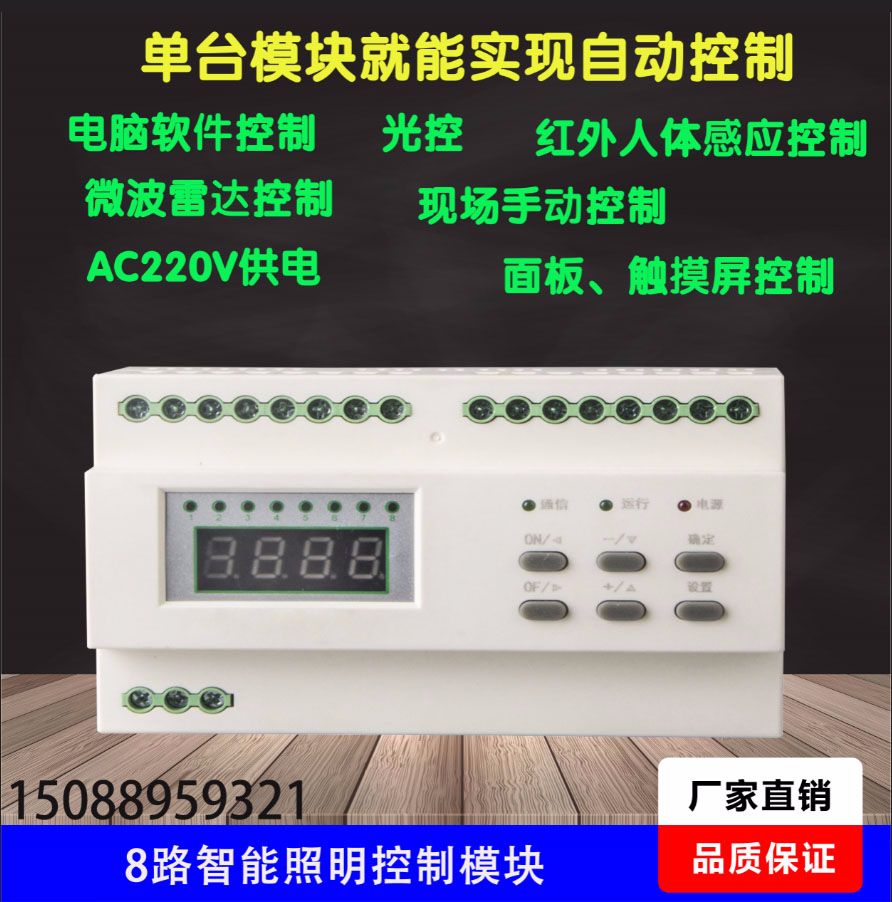 单台模块就能实现自动控制
电脑软件控制 光控 红外人体感应控制
微波雷达控制 现场手动控制
AC220V供电 面板、触摸屏控制
1 2 3 4 5 6 7 8
8.8.8.8
通信 运行 电源
ON/◁ −/▽ 确定
OF/▷ +/△ 设置
15088959321
厂家直销
品质保证
8路智能照明控制模块